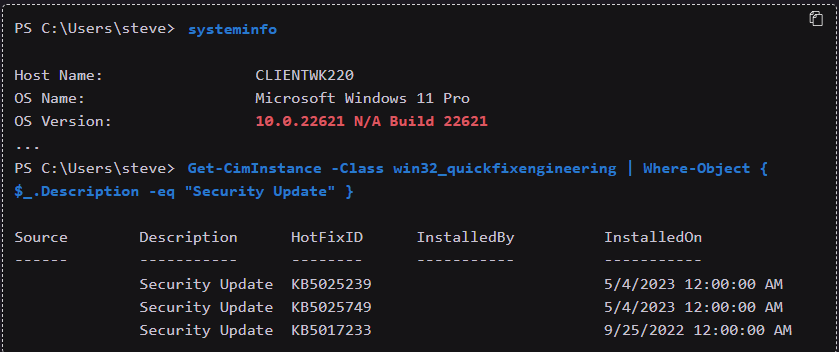 PS C:\Users\steve> systeminfo
Host Name: CLIENTWK220
OS Name: Microsoft Windows 11 Pro
OS Version: 10.0.22621 N/A Build 22621
...
PS C:\Users\steve> Get-CimInstance -Class win32_quickfixengineering | Where-Object {
$_.Description -eq "Security Update" }
Source Description HotFixID InstalledBy InstalledOn
------ ----------- -------- ----------- -----------
Security Update KB5025239 5/4/2023 12:00:00 AM
Security Update KB5025749 5/4/2023 12:00:00 AM
Security Update KB5017233 9/25/2022 12:00:00 AM